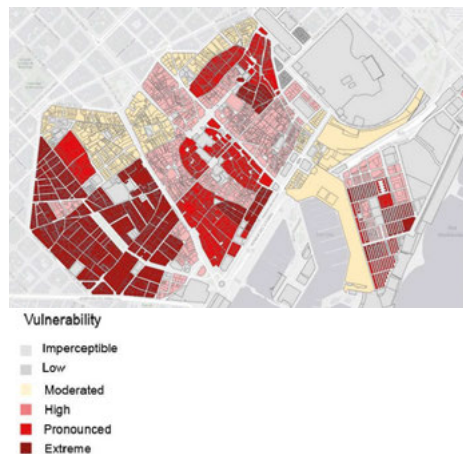 Vulnerability
Imperceptible
Low
Moderated
High
Pronounced
Extreme